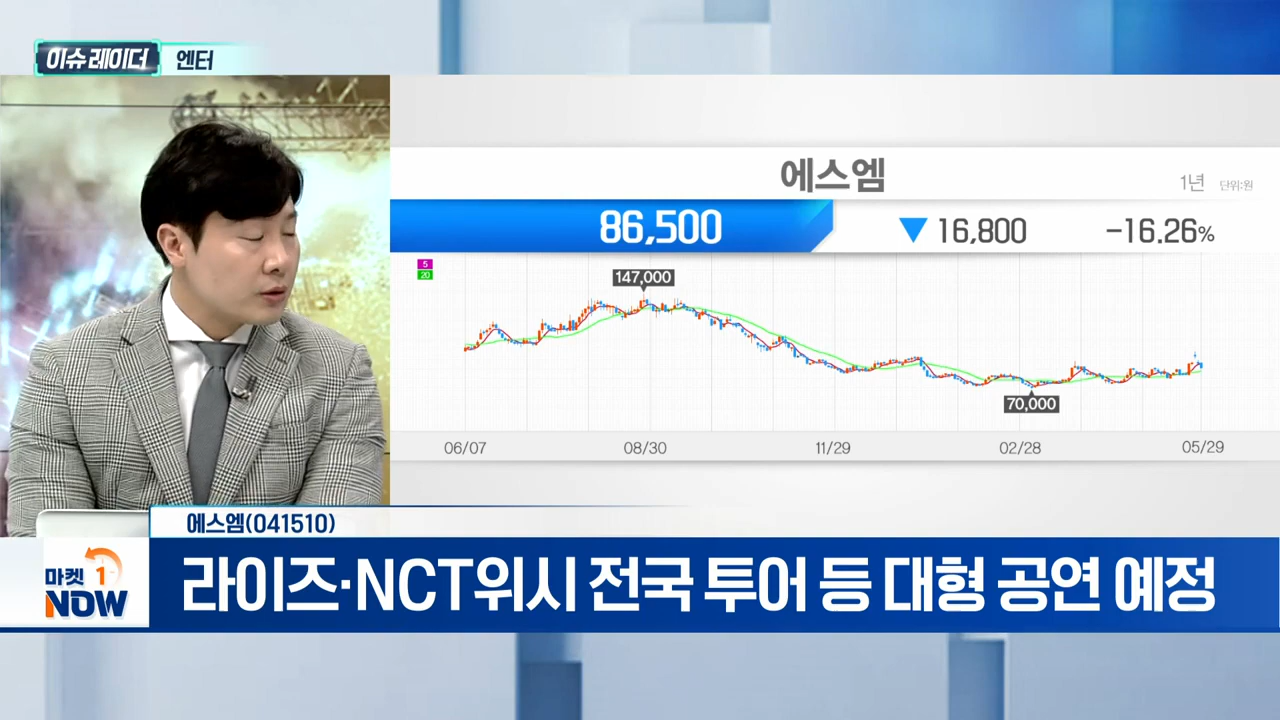 이슈레이더 엔터
에스엠
1년 단위:원
86,500 ▼ 16,800 -16.26%
5
20
147,000
70,000
06/07 08/30 11/29 02/28 05/29
에스엠(041510)
마켓 1
NOW
라이즈·NCT위시 전국 투어 등 대형 공연 예정